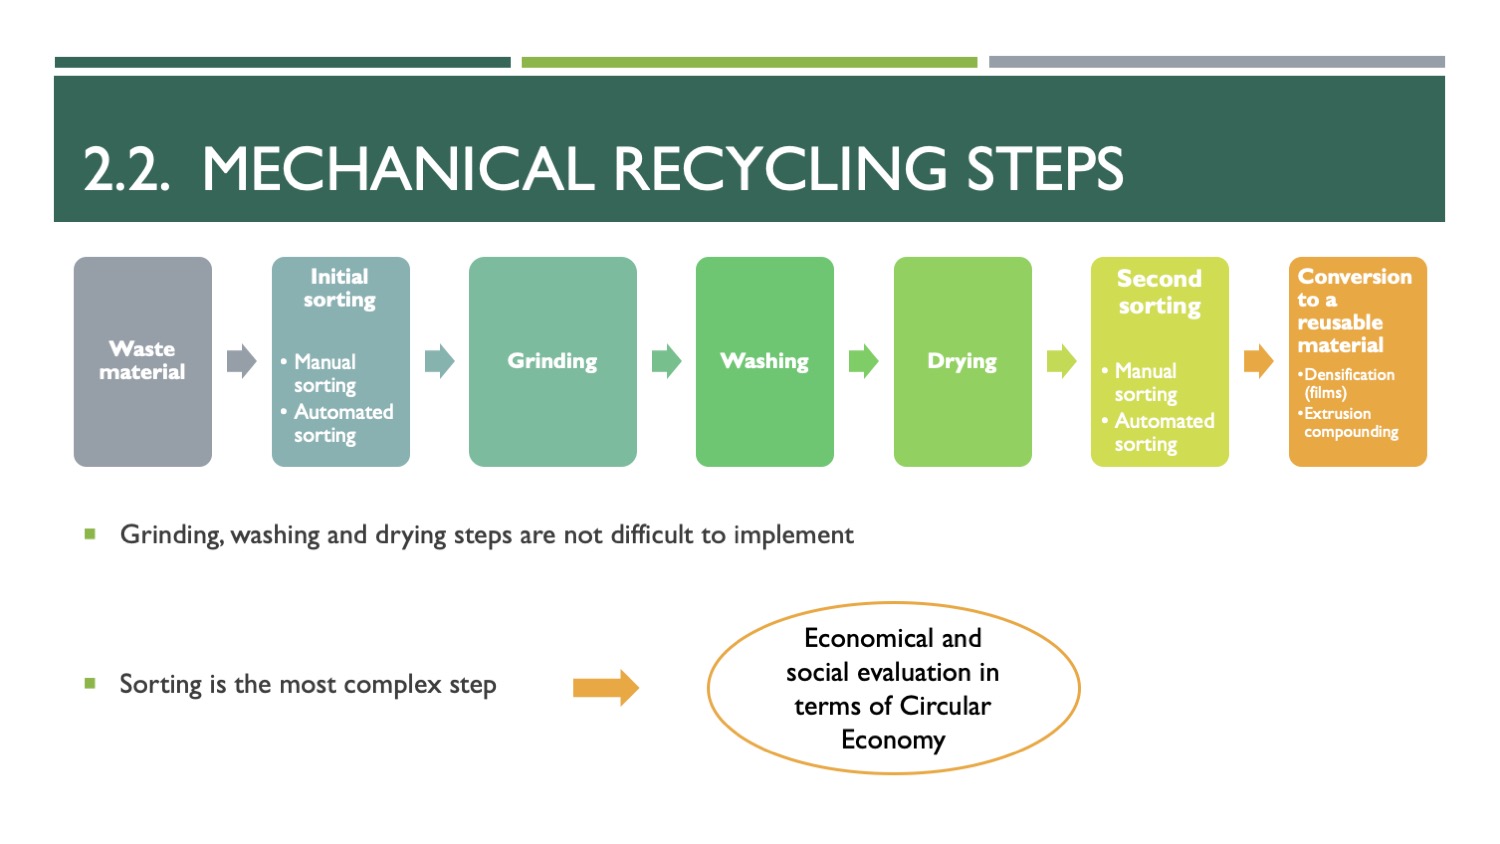 2.2. MECHANICAL RECYCLING STEPS
Waste
material
Initial
sorting
• Manual
sorting
• Automated
sorting
Grinding
Washing
Drying
Second
sorting
• Manual
sorting
• Automated
sorting
Conversion
to a
reusable
material
•Densification
(films)
•Extrusion
compounding
Grinding, washing and drying steps are not difficult to implement
Sorting is the most complex step
Economical and
social evaluation in
terms of Circular
Economy